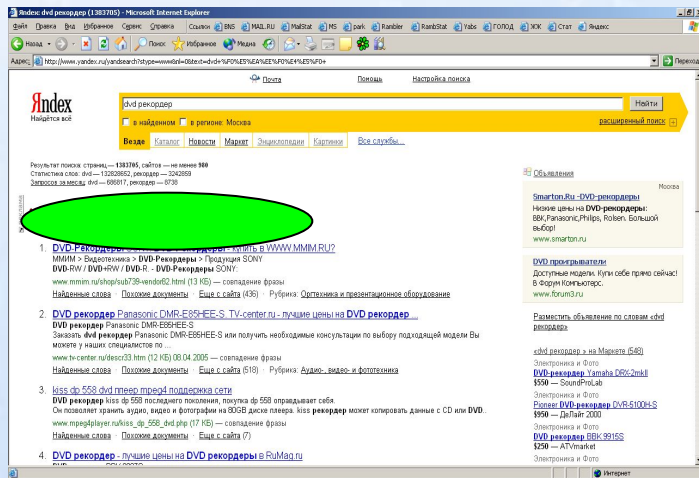 Яndex: dvd рекордер (1383705) - Microsoft Internet Explorer
Файл Правка Вид Избранное Сервис Справка Ссылки BNS MAIL.RU MailStat MS park Rambler RambStat Yabs ГОЛОД ЖЖ Стат Яндекс
Назад Поиск Избранное Медиа
Адрес: http://www.yandex.ru/yandsearch?stype=www&nl=0&text=dvd+%F0%E5%EA%EE%F0%E4%E5%F0+ Переход
Почта Помощь Настройка поиска
Яndex
Найдётся всё
dvd рекордер Найти
в найденном в регионе: Москва расширенный поиск
Везде Каталог Новости Маркет Энциклопедии Картинки Все службы...
Результат поиска: страниц — 1383705, сайтов — не менее 980
Статистика слов: dvd — 132828652, рекордер — 3242859
Запросов за месяц: dvd — 686817, рекордер — 8738
1. DVD-Рекордеры - купить в WWW.MMIM.RU?
ММИМ > Видеотехника > DVD-Рекордеры > Продукция SONY
DVD-RW / DVD+RW / DVD-R. - DVD-Рекордеры SONY:
www.mmim.ru/shop/sub739-vendor62.html (13 КБ) — совпадение фразы
Найденные слова · Похожие документы · Еще с сайта (436) · Рубрика: Оргтехника и презентационное оборудование
2. DVD рекордер Panasonic DMR-E85HEE-S. TV-center.ru - лучшие цены на DVD рекордер ...
DVD рекордер Panasonic DMR-E85HEE-S
Заказать dvd рекордер Panasonic DMR-E85HEE-S или получить необходимые консультации по выбору подходящей модели Вы
можете у наших специалистов по ...
www.tv-center.ru/descr33.htm (12 КБ) 08.04.2005 — совпадение фразы
Найденные слова · Похожие документы · Еще с сайта (518) · Рубрика: Аудио-, видео- и фототехника
3. kiss dp 558 dvd плеер mpeg4 поддержка сети
DVD рекордер kiss dp 558 последнего поколения, покупка dp 558 оправдывает себя.
Он позволяет хранить аудио, видео и фотографии на 80GB диске плеера. kiss рекордер может копировать данные с CD или DVD..
www.mpeg4player.ru/kiss_dp_558_dvd.php (17 КБ) — совпадение фразы
Найденные слова · Похожие документы · Еще с сайта (7)
4. DVD рекордер - лучшие цены на DVD рекордеры в RuMag.ru
Объявления
Москва
Smarton.Ru -DVD-рекордеры
Низкие цены на DVD-рекордеры:
BBK,Panasonic,Philips, Rolsen. Большой
выбор!
www.smarton.ru
DVD проигрыватели
Доступные модели. Купи себе прямо сейчас!
В Форум Компьютерс.
www.forum3.ru
Разместить объявление по словам «dvd
рекордер»
«dvd рекордер » на Маркете (548)
Электроника и Фото
DVD-рекордер Yamaha DRX-2mkII
$550 — SoundProLab
Электроника и Фото
Pioneer DVD-рекордер DVR-5100H-S
$950 — ДеЛайт 2000
Электроника и Фото
DVD рекордер BBK 9915S
$250 — ATVmarket
Электроника и Фото
Интернет